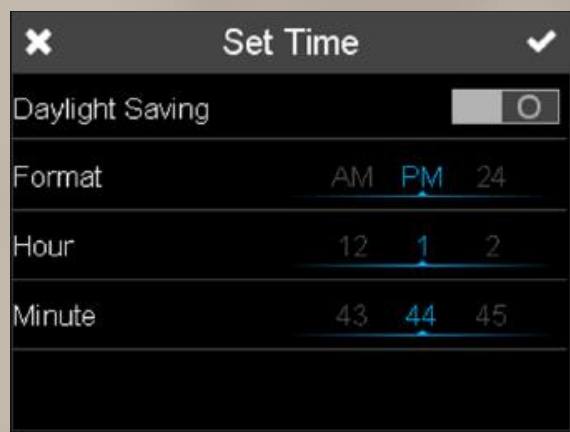 Set Time
Daylight Saving O
Format AM PM 24
Hour 12 1 2
Minute 43 44 45